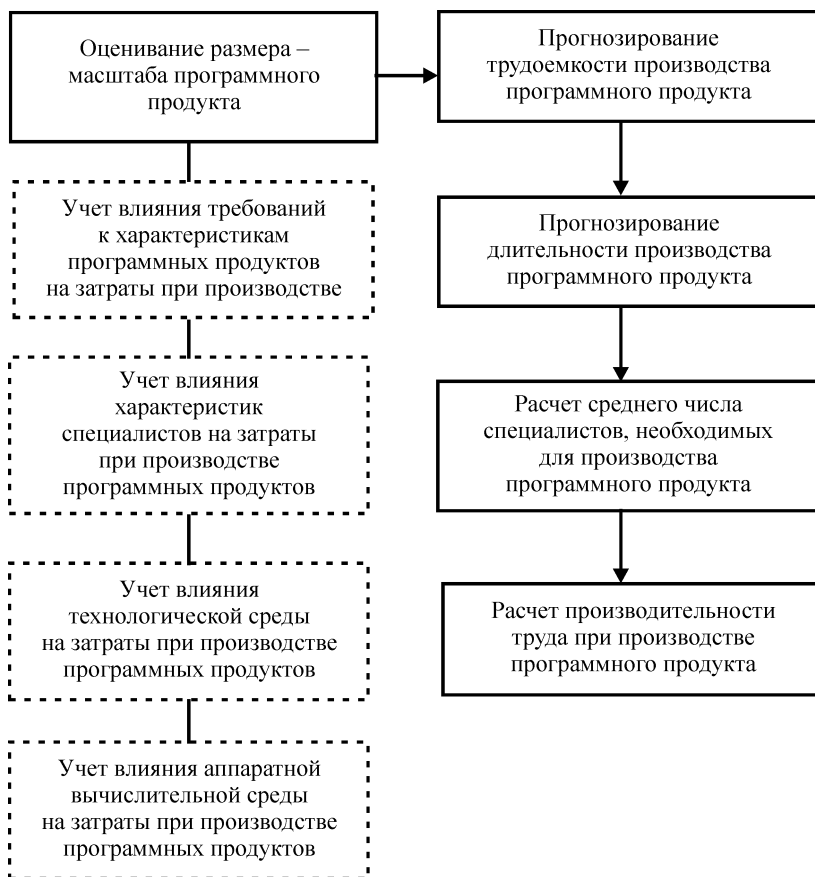 Оценивание размера –
масштаба программного
продукта
Учет влияния требований
к характеристикам
программных продуктов
на затраты при производстве
Учет влияния
характеристик
специалистов на затраты
при производстве
программных продуктов
Учет влияния
технологической среды
на затраты при производстве
программных продуктов
Учет влияния аппаратной
вычислительной среды
на затраты при производстве
программных продуктов
Прогнозирование
трудоемкости производства
программного продукта
Прогнозирование
длительности производства
программного продукта
Расчет среднего числа
специалистов, необходимых
для производства
программного продукта
Расчет производительности
труда при производстве
программного продукта